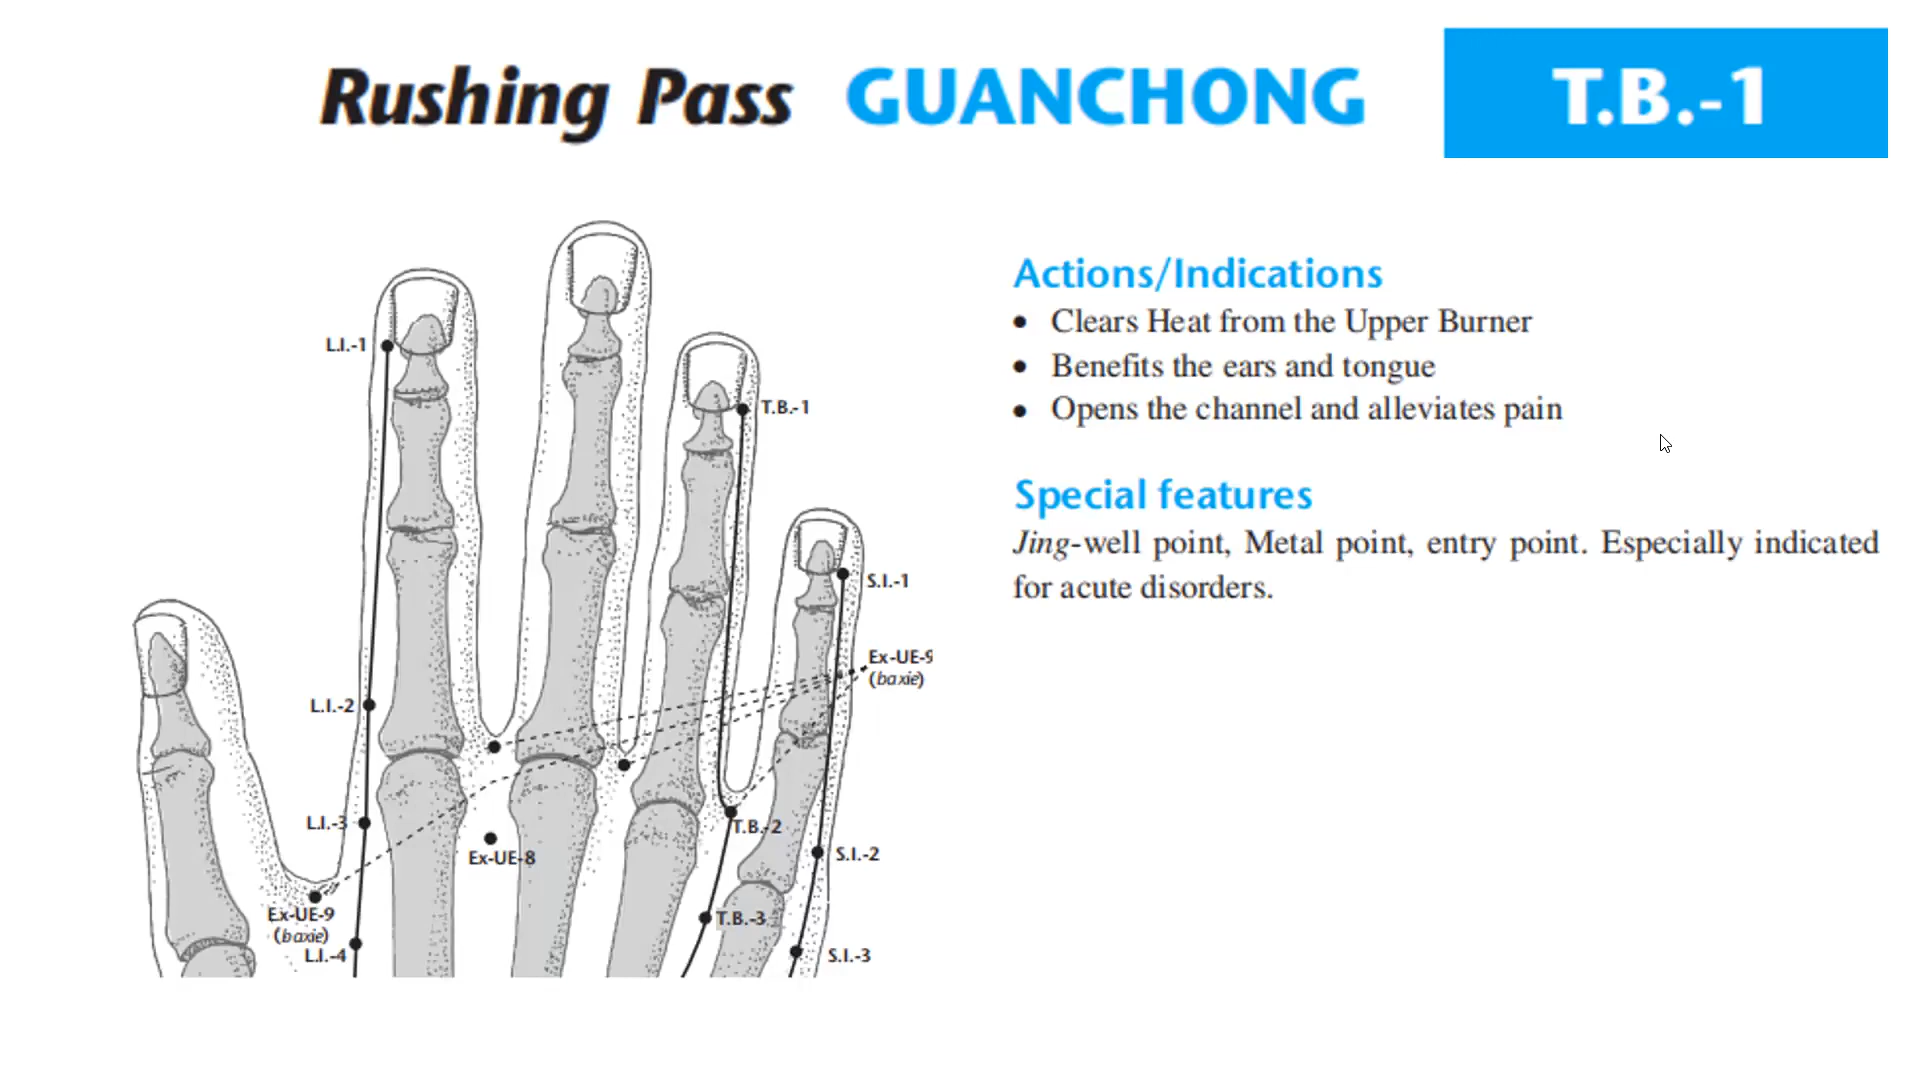 Rushing Pass GUANCHONG T.B.-1
Actions/Indications
• Clears Heat from the Upper Burner
• Benefits the ears and tongue
• Opens the channel and alleviates pain
Special features
Jing-well point, Metal point, entry point. Especially indicated
for acute disorders.
L.I.-1
T.B.-1
S.I.-1
Ex-UE-9
(baxie)
L.I.-2
L.I.-3
T.B.-2
Ex-UE-8
S.I.-2
Ex-UE-9
(baxie)
T.B.-3
L.I.-4
S.I.-3